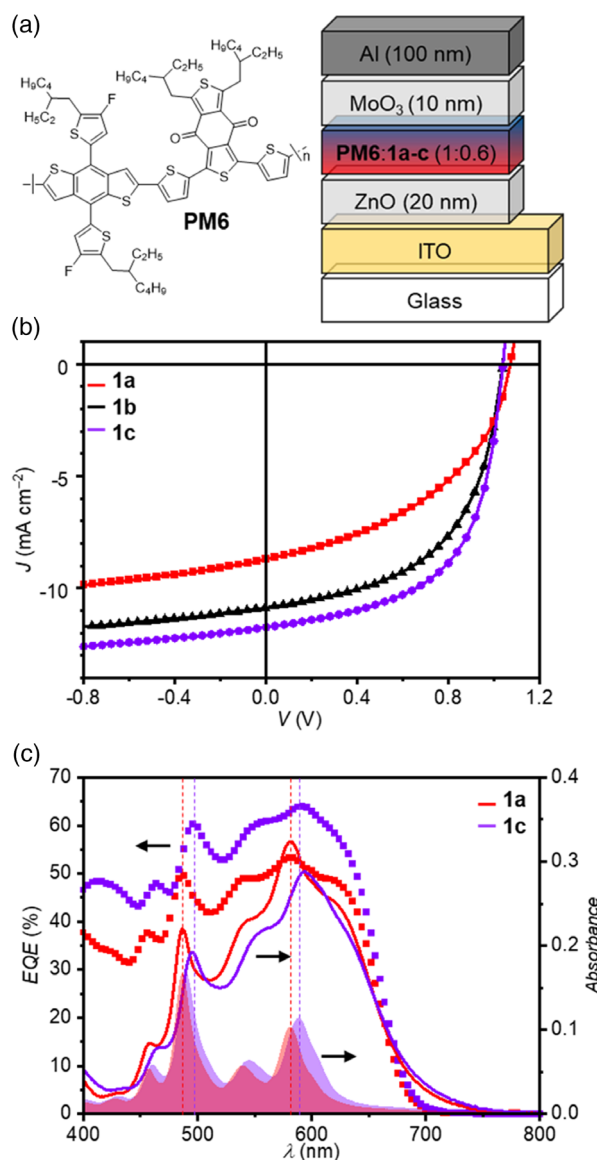 (a)
H9C4
C2H5
H9C4
C2H5
H9C4
H5C2
F
S
S
O
O
S
S
S
S
S
S
n
PM6
S
F
C2H5
C4H9
Al (100 nm)
MoO3 (10 nm)
PM6:1a-c (1:0.6)
ZnO (20 nm)
ITO
Glass
(b)
1a
1b
1c
0
-5
-10
J (mA cm−2)
-0.8
-0.4
0.0
0.4
0.8
1.2
V (V)
(c)
1a
1c
70
60
50
40
30
20
10
0
EQE (%)
0.4
0.3
0.2
0.1
0.0
Absorbance
400
500
600
700
800
λ (nm)